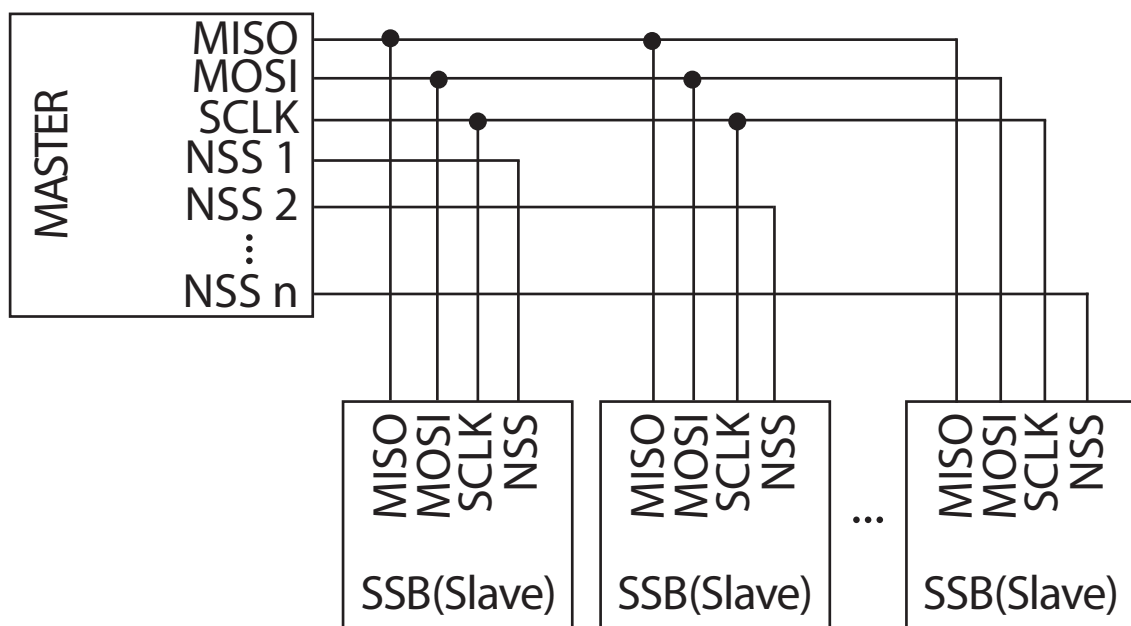 MASTER
MISO
MOSI
SCLK
NSS 1
NSS 2
⋮
NSS n
MISO
MOSI
SCLK
NSS
SSB(Slave)
MISO
MOSI
SCLK
NSS
SSB(Slave)
...
MISO
MOSI
SCLK
NSS
SSB(Slave)